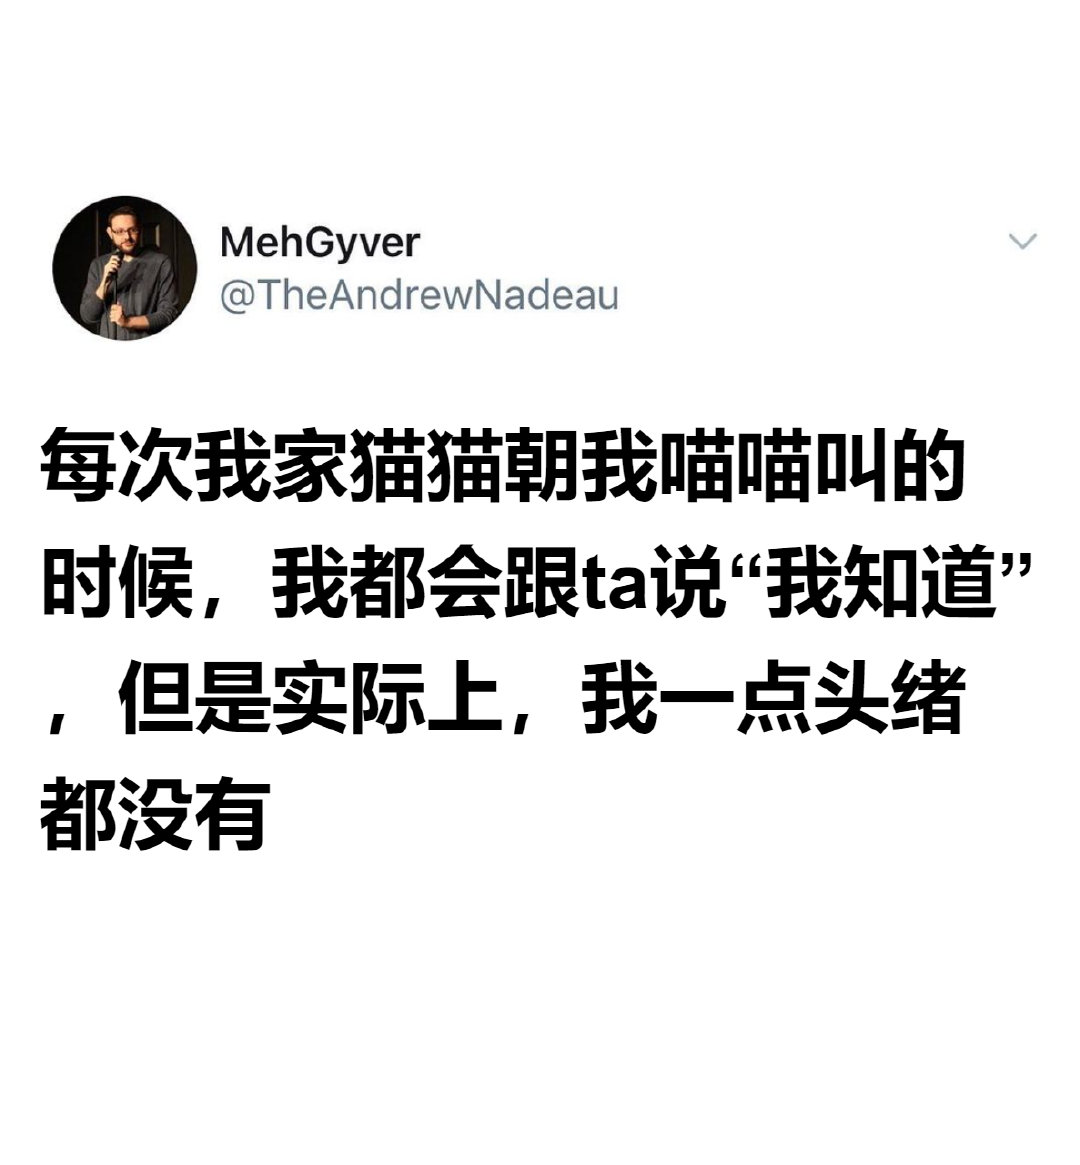 MehGyver
@TheAndrewNadeau
每次我家猫猫朝我喵喵叫的
时候，我都会跟ta说“我知道”
，但是实际上，我一点头绪
都没有